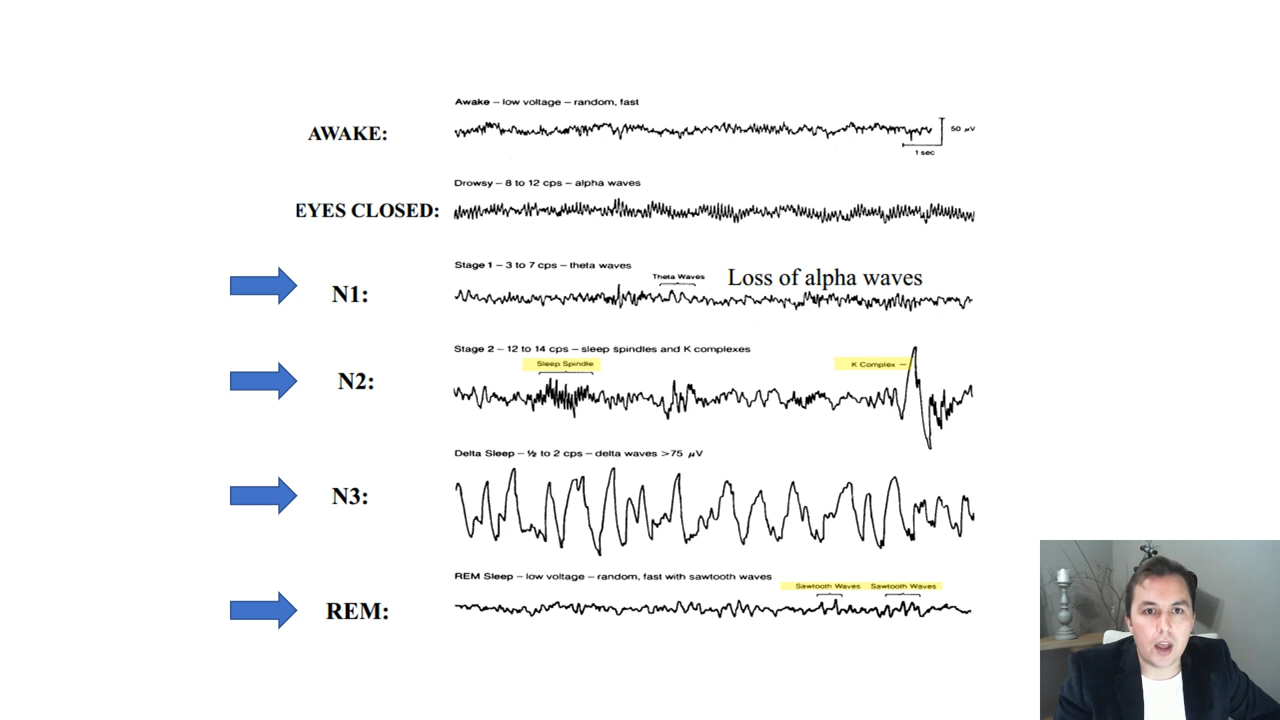 Awake – low voltage – random, fast
AWAKE:
50 µV
1 sec
Drowsy – 8 to 12 cps – alpha waves
EYES CLOSED:
Stage 1 – 3 to 7 cps – theta waves
Theta Waves
Loss of alpha waves
N1:
Stage 2 – 12 to 14 cps – sleep spindles and K complexes
Sleep Spindle
K Complex –
N2:
Delta Sleep – ½ to 2 cps – delta waves >75 µV
N3:
REM Sleep – low voltage – random, fast with sawtooth waves
Sawtooth Waves Sawtooth Waves
REM: